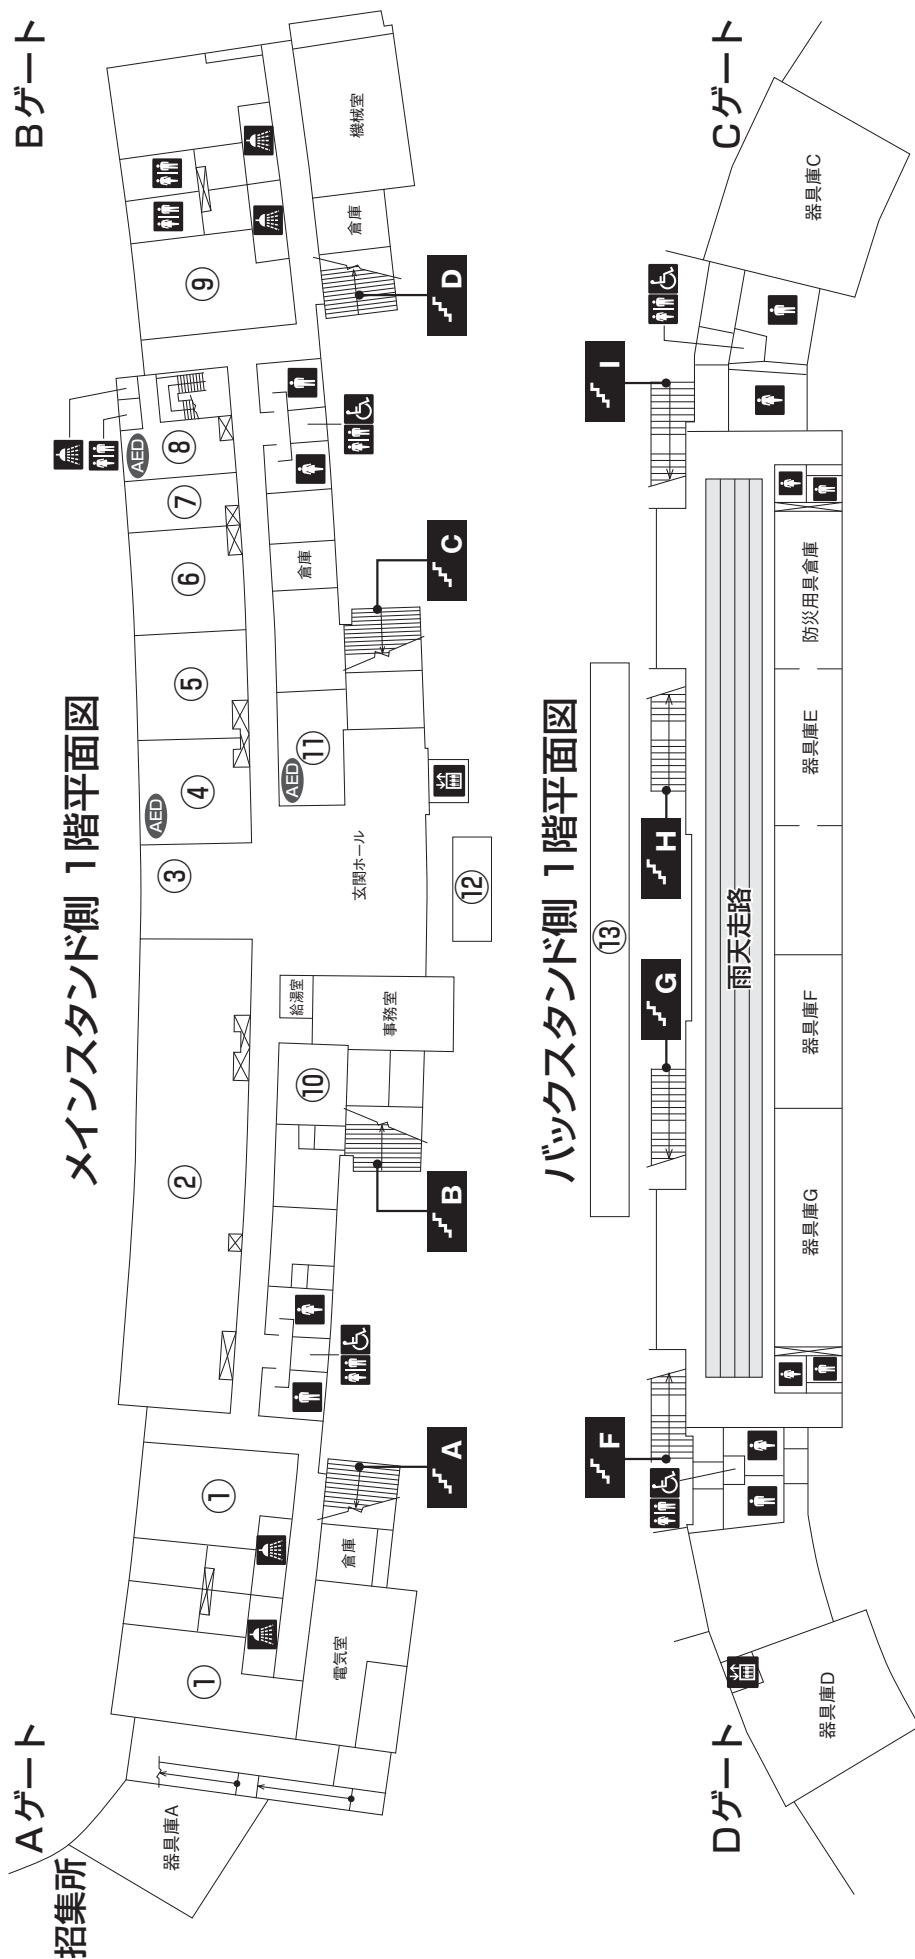 メインスタンド側 1階平面図
招集所
Aゲート
Bゲート
器具庫A
①
①
②
③
④
AED
⑤
⑥
⑦
⑧
AED
⑨
電気室
倉庫
⑩
給湯室
事務室
玄関ホール
⑪
AED
倉庫
倉庫
機械室
A
B
⑫
C
D
バックスタンド側 1階平面図
Dゲート
Cゲート
⑬
F
G
H
I
雨天走路
器具庫D
器具庫G
器具庫F
器具庫E
防災用具倉庫
器具庫C